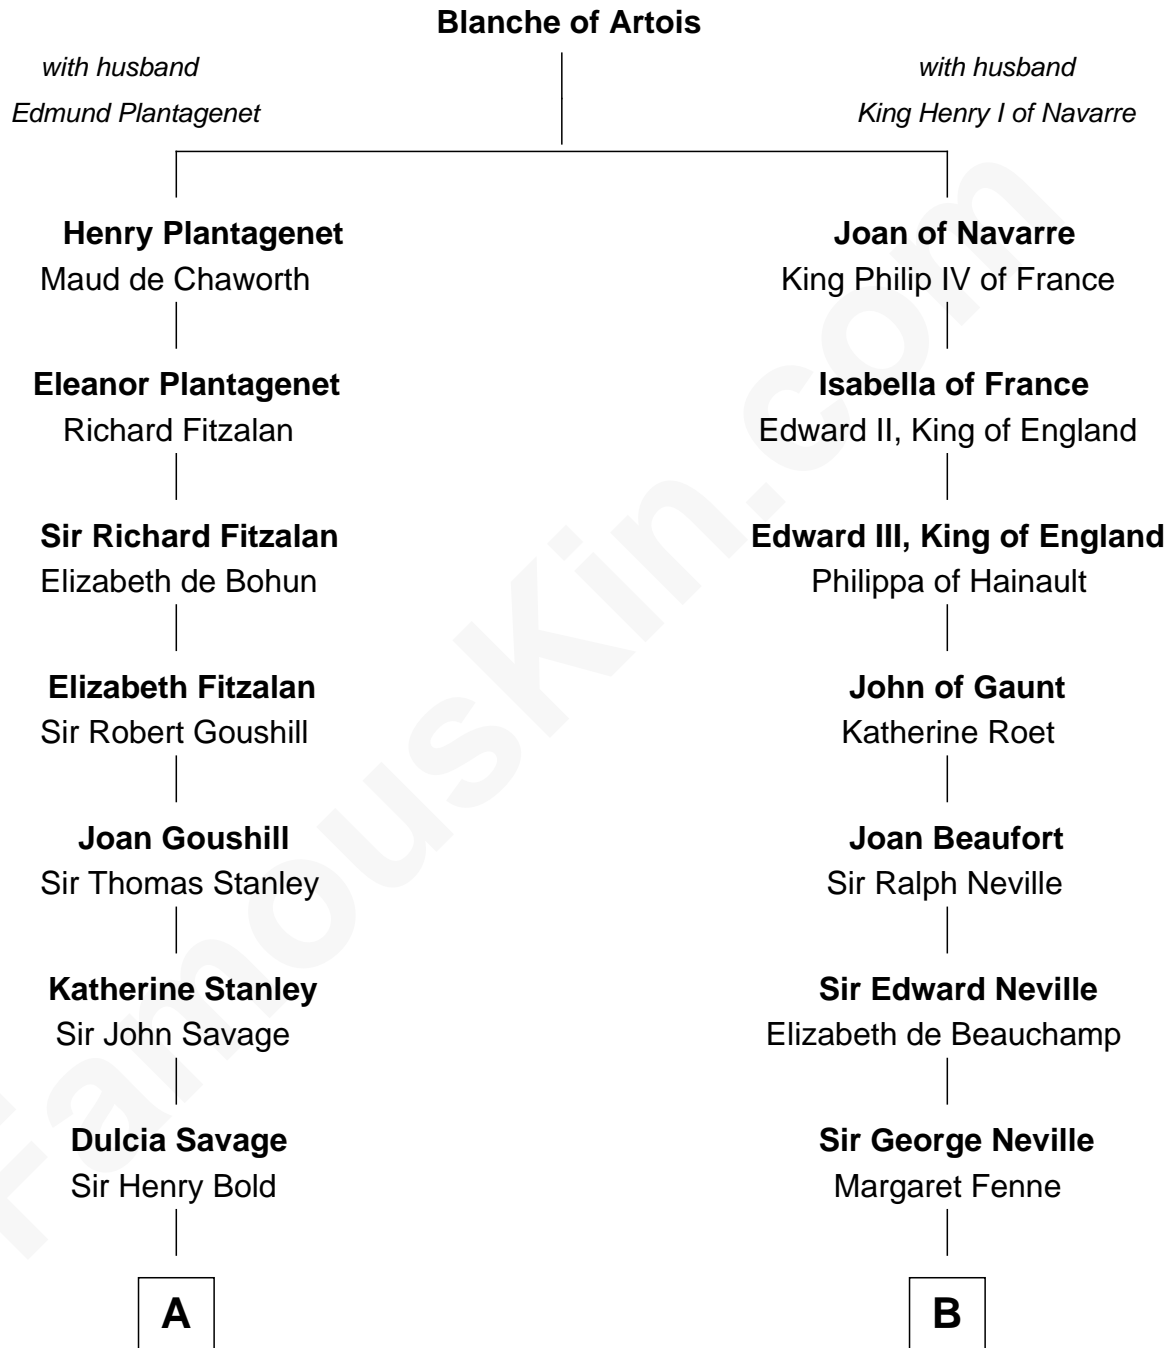 Blanche of Artois
with husband
Edmund Plantagenet
with husband
King Henry I of Navarre
Henry Plantagenet
Maud de Chaworth
Joan of Navarre
King Philip IV of France
Eleanor Plantagenet
Richard Fitzalan
Isabella of France
Edward II, King of England
Sir Richard Fitzalan
Elizabeth de Bohun
Edward III, King of England
Philippa of Hainault
Elizabeth Fitzalan
Sir Robert Goushill
John of Gaunt
Katherine Roet
Joan Goushill
Sir Thomas Stanley
Joan Beaufort
Sir Ralph Neville
Katherine Stanley
Sir John Savage
Sir Edward Neville
Elizabeth de Beauchamp
Dulcia Savage
Sir Henry Bold
Sir George Neville
Margaret Fenne
A
B
FamousKin.com